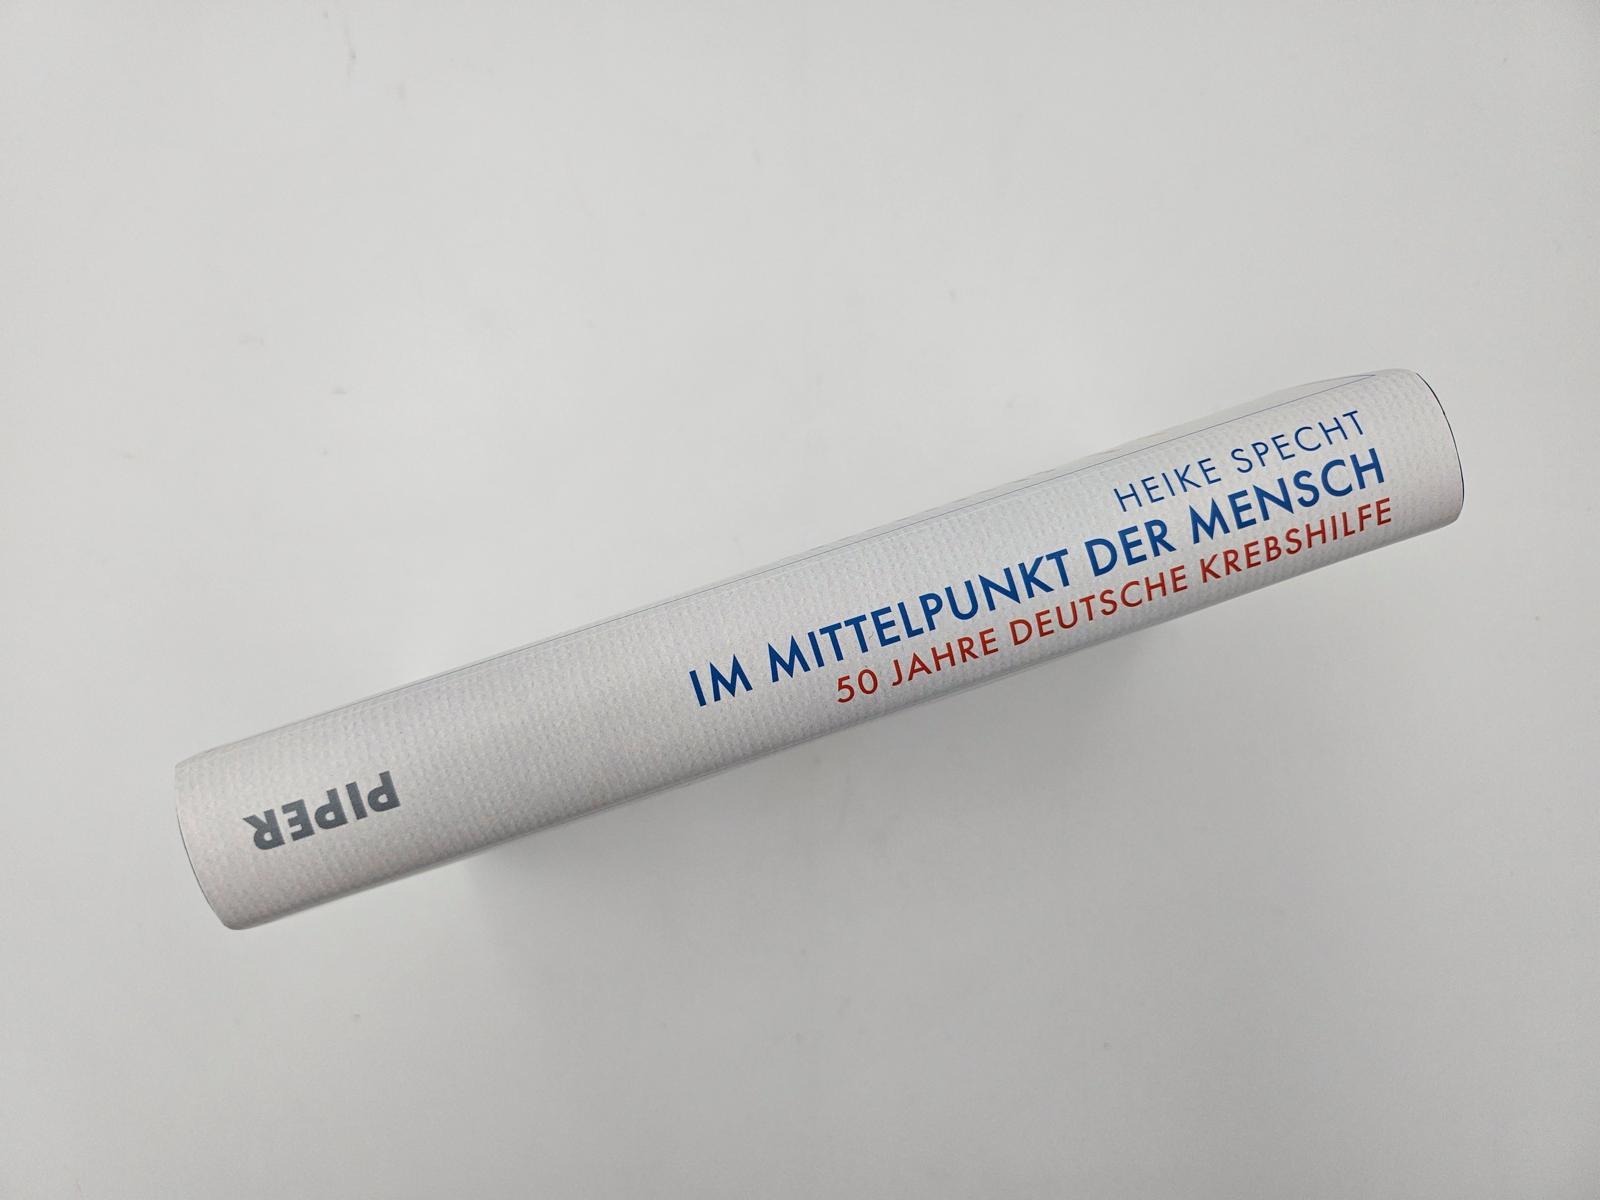 HEIKE SPECHT
IM MITTELPUNKT DER MENSCH
50 JAHRE DEUTSCHE KREBSHILFE
PIPER